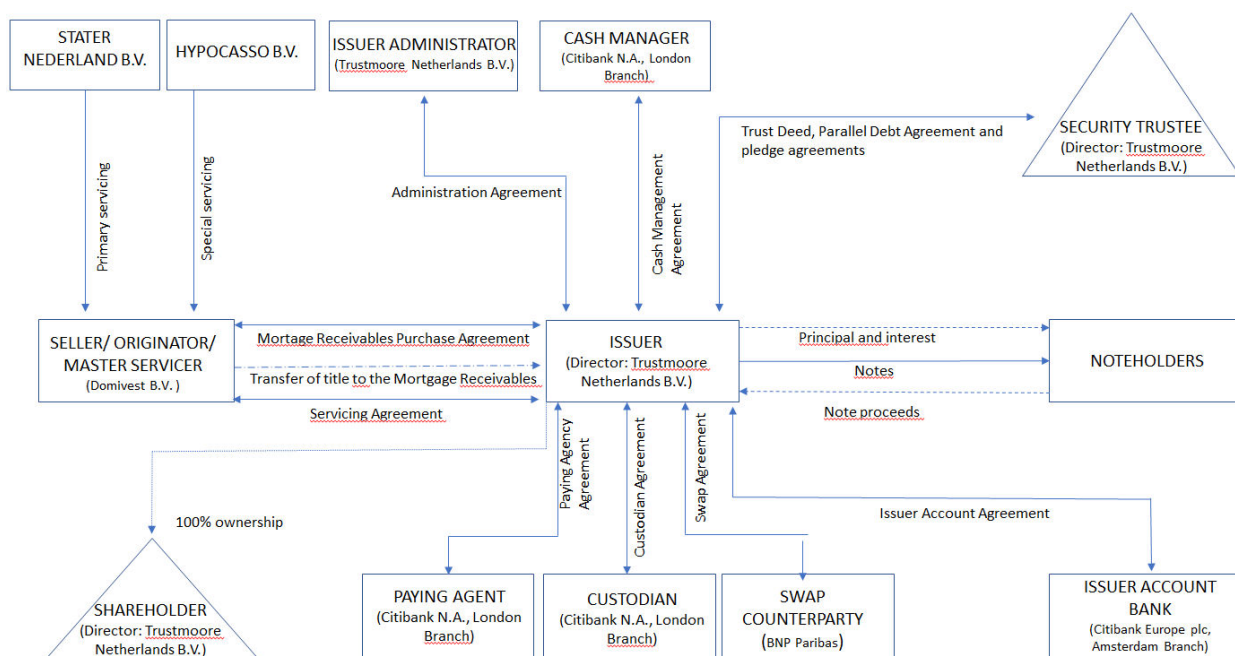 STATER
NEDERLAND B.V.
HYPOCASSO B.V.
ISSUER ADMINISTRATOR
(Trustmoore Netherlands B.V.)
CASH MANAGER
(Citibank N.A., London
Branch)
Trust Deed, Parallel Debt Agreement and
pledge agreements
SECURITY TRUSTEE
(Director: Trustmoore
Netherlands B.V.)
Primary servicing
Special servicing
Administration Agreement
Cash Management
Agreement
SELLER/ ORIGINATOR/
MASTER SERVICER
(Domivest B.V. )
Mortage Receivables Purchase Agreement
Transfer of title to the Mortgage Receivables
Servicing Agreement
ISSUER
(Director: Trustmoore
Netherlands B.V.)
Principal and interest
Notes
Note proceeds
NOTEHOLDERS
Paying Agency
Agreement
Custodian Agreement
Swap Agreement
Issuer Account Agreement
100% ownership
SHAREHOLDER
(Director: Trustmoore
Netherlands B.V.)
PAYING AGENT
(Citibank N.A., London
Branch)
CUSTODIAN
(Citibank N.A., London
Branch)
SWAP
COUNTERPARTY
(BNP Paribas)
ISSUER ACCOUNT
BANK
(Citibank Europe plc,
Amsterdam Branch)